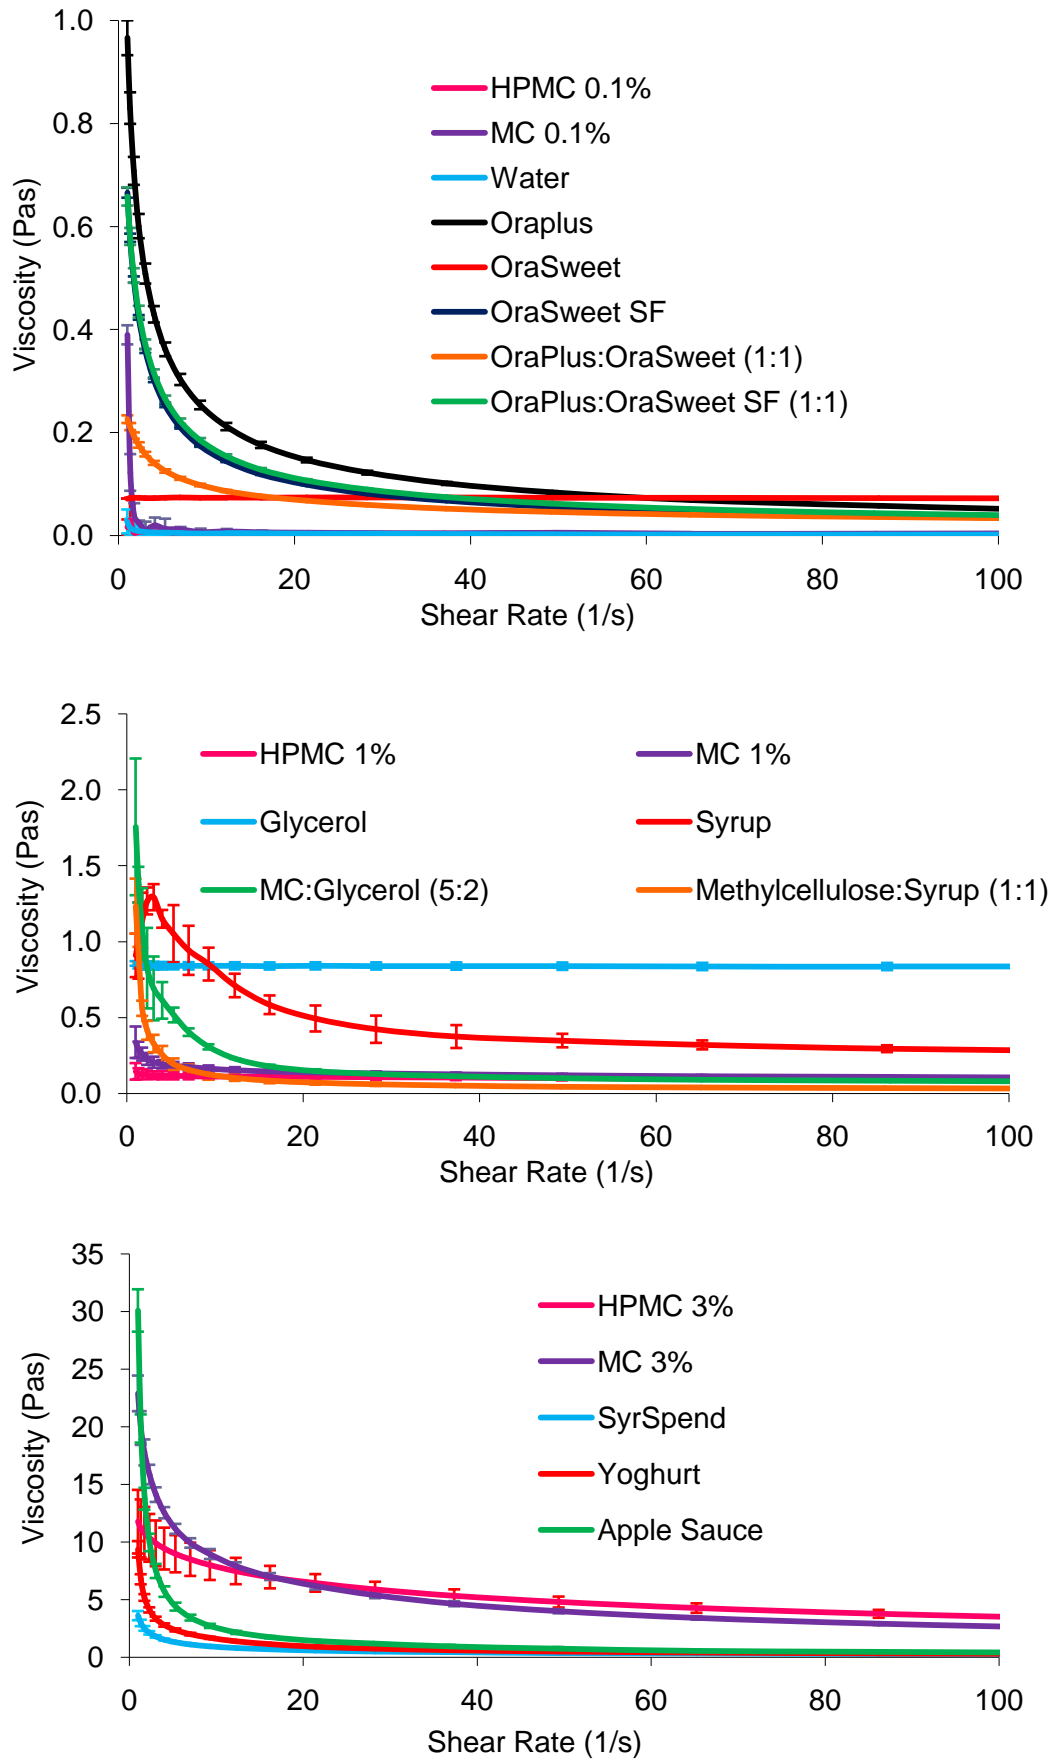 1.0
0.8
0.6
0.4
0.2
0.0
Viscosity (Pas)
HPMC 0.1%
MC 0.1%
Water
Oraplus
OraSweet
OraSweet SF
OraPlus:OraSweet (1:1)
OraPlus:OraSweet SF (1:1)
0 20 40 60 80 100
Shear Rate (1/s)
2.5
2.0
1.5
1.0
0.5
0.0
Viscosity (Pas)
HPMC 1% MC 1%
Glycerol Syrup
MC:Glycerol (5:2) Methylcellulose:Syrup (1:1)
0 20 40 60 80 100
Shear Rate (1/s)
35
30
25
20
15
10
5
0
Viscosity (Pas)
HPMC 3%
MC 3%
SyrSpend
Yoghurt
Apple Sauce
0 20 40 60 80 100
Shear Rate (1/s)